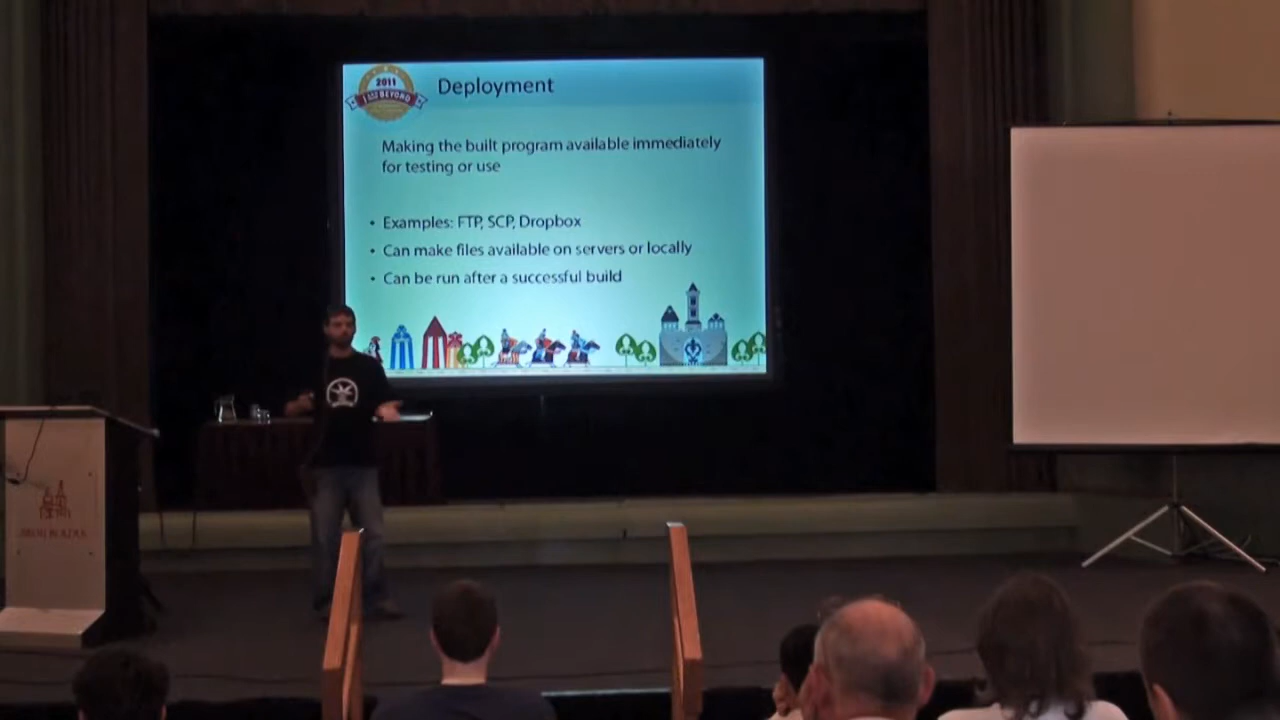 2011
BEYOND
Deployment
Making the built program available immediately
for testing or use
• Examples: FTP, SCP, Dropbox
• Can make files available on servers or locally
• Can be run after a successful build